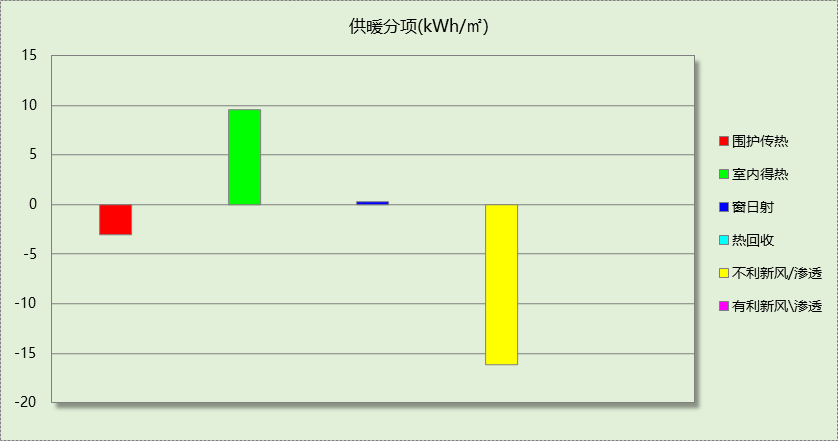 供暖分项(kWh/㎡)
15
10
5
0
-5
-10
-15
-20
围护传热
室内得热
窗日射
热回收
不利新风/渗透
有利新风\渗透